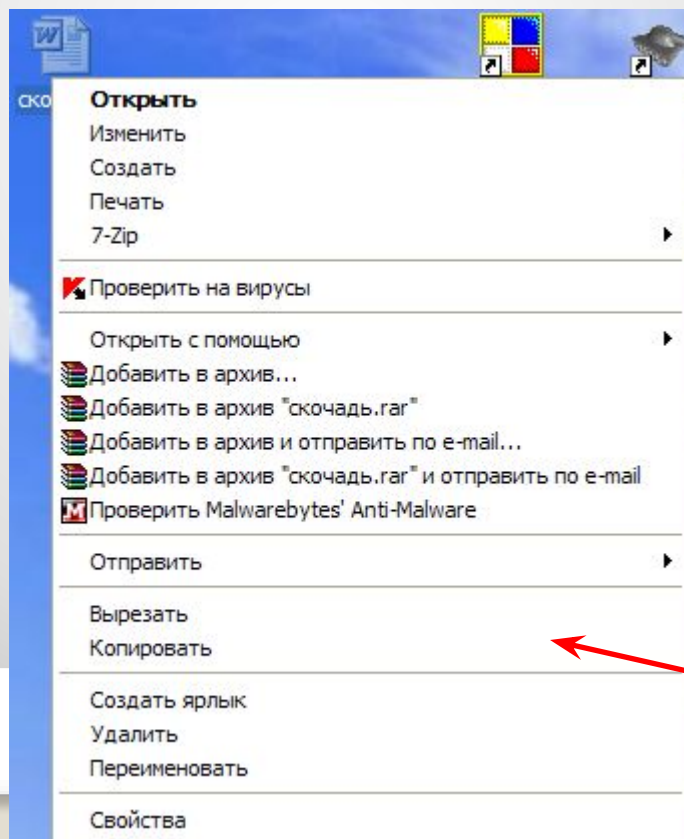 ско
Открыть
Изменить
Создать
Печать
7-Zip
Проверить на вирусы
Открыть с помощью
Добавить в архив...
Добавить в архив "скочадь.rar"
Добавить в архив и отправить по e-mail...
Добавить в архив "скочадь.rar" и отправить по e-mail
Проверить Malwarebytes' Anti-Malware
Отправить
Вырезать
Копировать
Создать ярлык
Удалить
Переименовать
Свойства